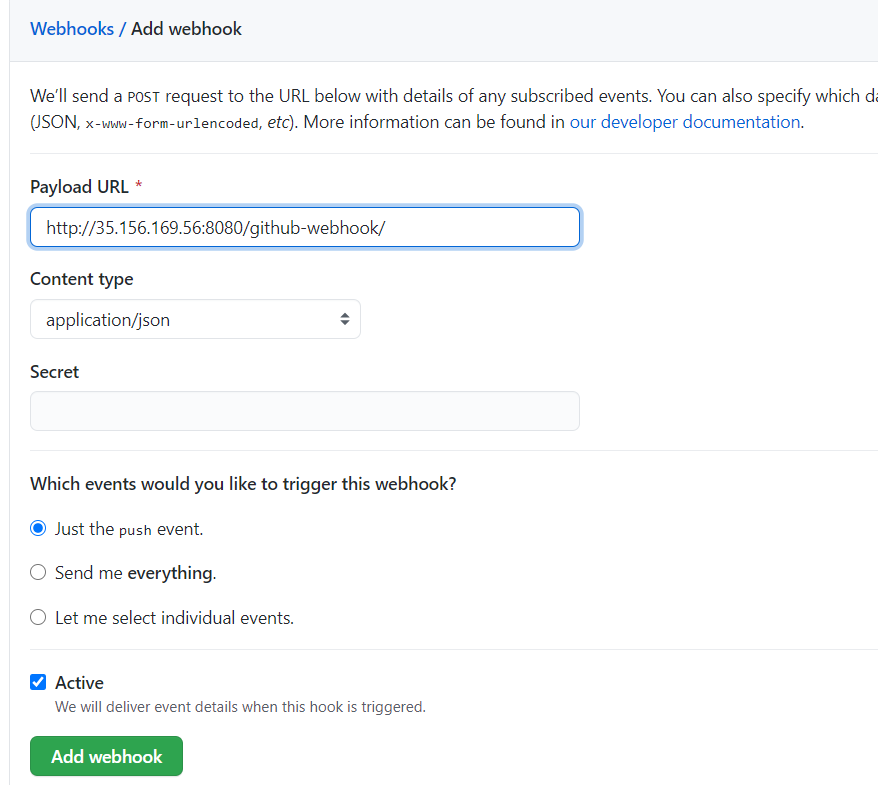 Webhooks / Add webhook
We'll send a POST request to the URL below with details of any subscribed events. You can also specify which da
(JSON, x-www-form-urlencoded, etc). More information can be found in our developer documentation.
Payload URL *
http://35.156.169.56:8080/github-webhook/
Content type
application/json
Secret
Which events would you like to trigger this webhook?
Just the push event.
Send me everything.
Let me select individual events.
Active
We will deliver event details when this hook is triggered.
Add webhook